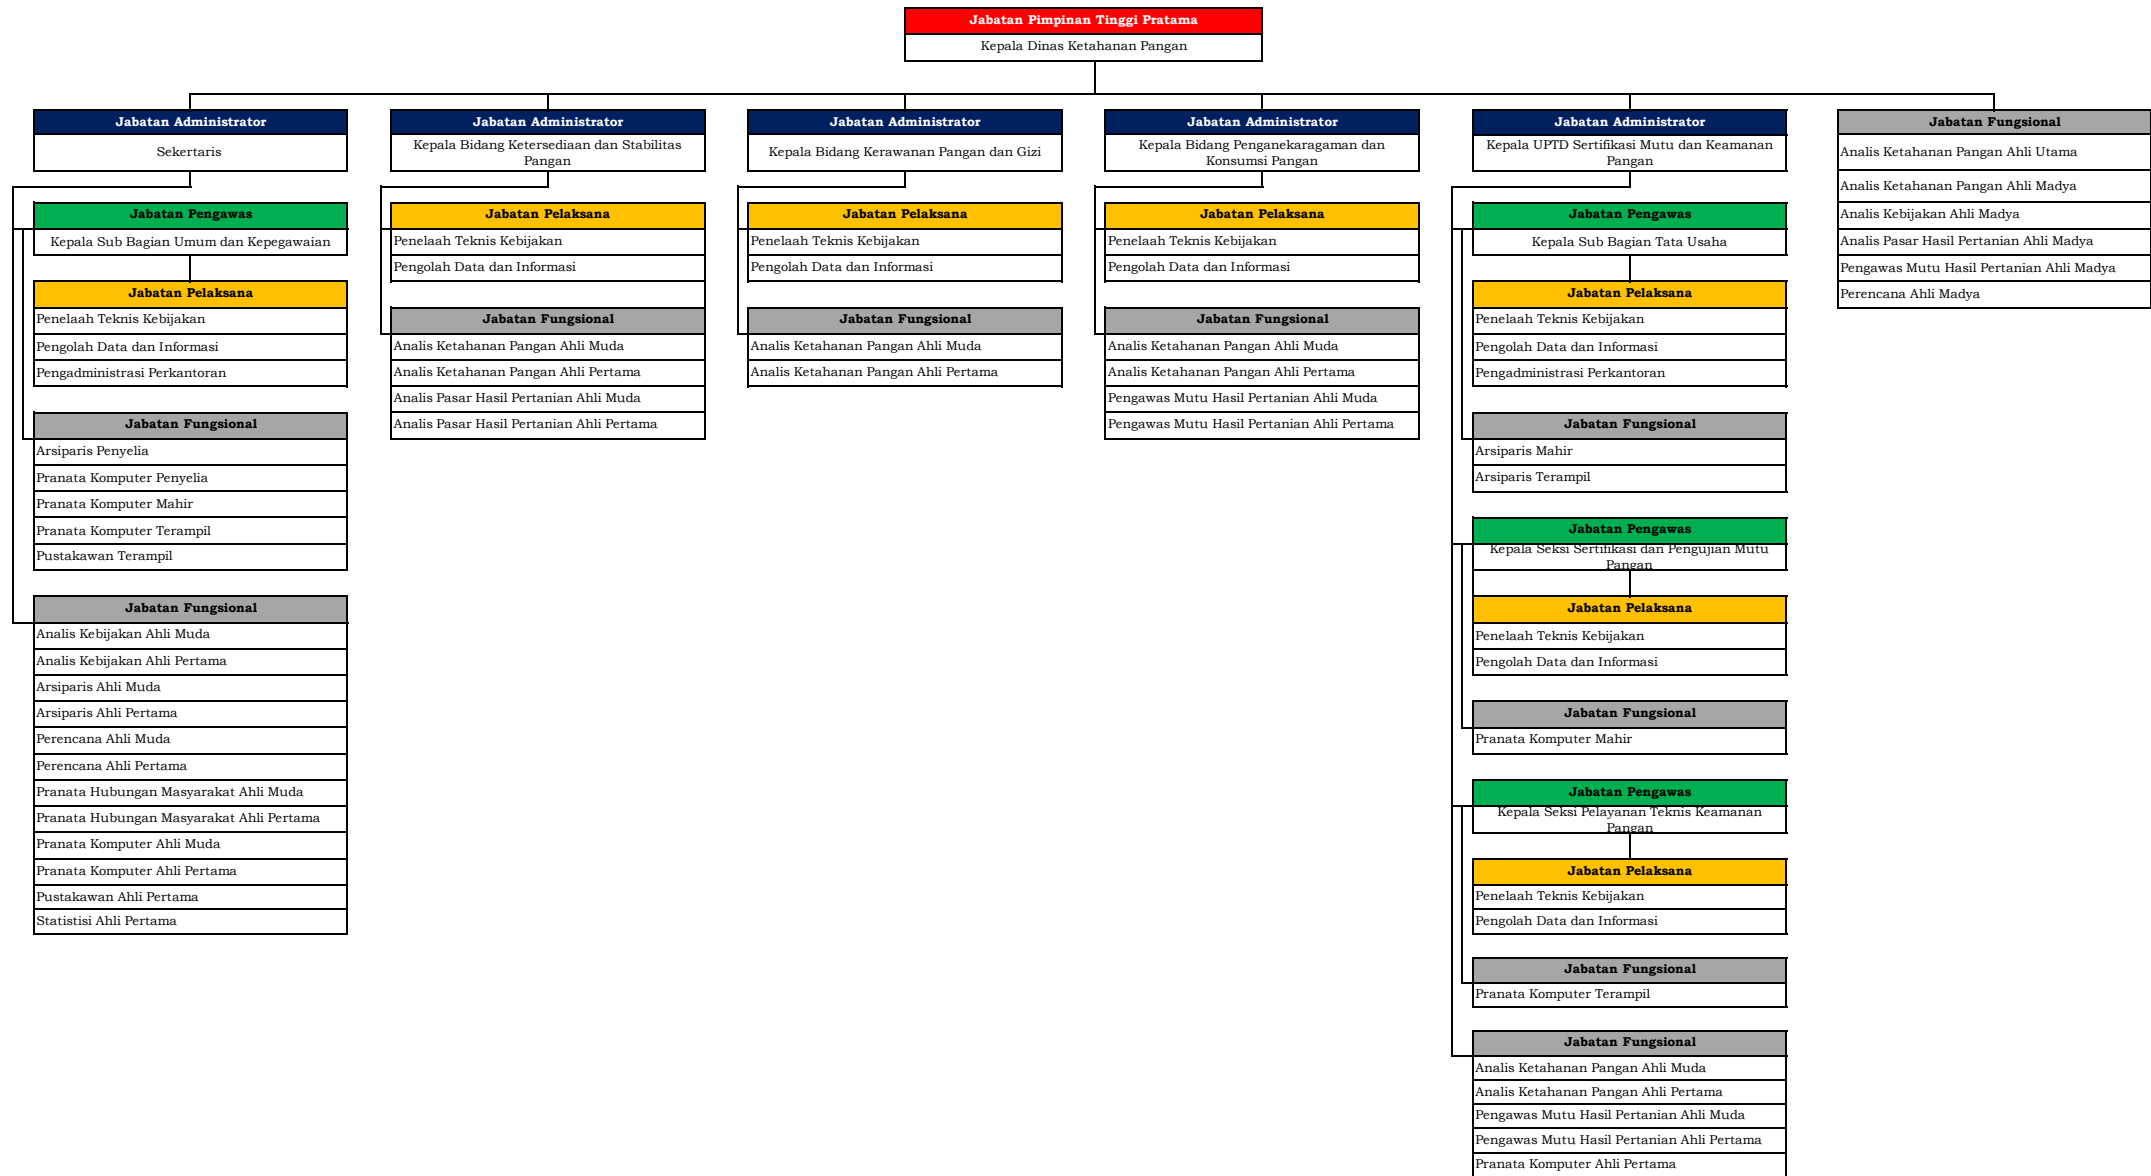 Jabatan Pimpinan Tinggi Pratama
Kepala Dinas Ketahanan Pangan
Jabatan Administrator
Sekertaris
Jabatan Pengawas
Kepala Sub Bagian Umum dan Kepegawaian
Jabatan Pelaksana
Penelaah Teknis Kebijakan
Pengolah Data dan Informasi
Pengadministrasi Perkantoran
Jabatan Fungsional
Arsiparis Penyelia
Pranata Komputer Penyelia
Pranata Komputer Mahir
Pranata Komputer Terampil
Pustakawan Terampil
Jabatan Fungsional
Analis Kebijakan Ahli Muda
Analis Kebijakan Ahli Pertama
Arsiparis Ahli Muda
Arsiparis Ahli Pertama
Perencana Ahli Muda
Perencana Ahli Pertama
Pranata Hubungan Masyarakat Ahli Muda
Pranata Hubungan Masyarakat Ahli Pertama
Pranata Komputer Ahli Muda
Pranata Komputer Ahli Pertama
Pustakawan Ahli Pertama
Statistisi Ahli Pertama
Jabatan Administrator
Kepala Bidang Ketersediaan dan Stabilitas
Pangan
Jabatan Pelaksana
Penelaah Teknis Kebijakan
Pengolah Data dan Informasi
Jabatan Fungsional
Analis Ketahanan Pangan Ahli Muda
Analis Ketahanan Pangan Ahli Pertama
Analis Pasar Hasil Pertanian Ahli Muda
Analis Pasar Hasil Pertanian Ahli Pertama
Jabatan Administrator
Kepala Bidang Kerawanan Pangan dan Gizi
Jabatan Pelaksana
Penelaah Teknis Kebijakan
Pengolah Data dan Informasi
Jabatan Fungsional
Analis Ketahanan Pangan Ahli Muda
Analis Ketahanan Pangan Ahli Pertama
Jabatan Administrator
Kepala Bidang Penganekaragaman dan
Konsumsi Pangan
Jabatan Pelaksana
Penelaah Teknis Kebijakan
Pengolah Data dan Informasi
Jabatan Fungsional
Analis Ketahanan Pangan Ahli Muda
Analis Ketahanan Pangan Ahli Pertama
Pengawas Mutu Hasil Pertanian Ahli Muda
Pengawas Mutu Hasil Pertanian Ahli Pertama
Jabatan Administrator
Kepala UPTD Sertifikasi Mutu dan Keamanan
Pangan
Jabatan Pengawas
Kepala Sub Bagian Tata Usaha
Jabatan Pelaksana
Penelaah Teknis Kebijakan
Pengolah Data dan Informasi
Pengadministrasi Perkantoran
Jabatan Fungsional
Arsiparis Mahir
Arsiparis Terampil
Jabatan Pengawas
Kepala Seksi Sertifikasi dan Pengujian Mutu
Pangan
Jabatan Pelaksana
Penelaah Teknis Kebijakan
Pengolah Data dan Informasi
Jabatan Fungsional
Pranata Komputer Mahir
Jabatan Pengawas
Kepala Seksi Pelayanan Teknis Keamanan
Pangan
Jabatan Pelaksana
Penelaah Teknis Kebijakan
Pengolah Data dan Informasi
Jabatan Fungsional
Pranata Komputer Terampil
Jabatan Fungsional
Analis Ketahanan Pangan Ahli Muda
Analis Ketahanan Pangan Ahli Pertama
Pengawas Mutu Hasil Pertanian Ahli Muda
Pengawas Mutu Hasil Pertanian Ahli Pertama
Pranata Komputer Ahli Pertama
Jabatan Fungsional
Analis Ketahanan Pangan Ahli Utama
Analis Ketahanan Pangan Ahli Madya
Analis Kebijakan Ahli Madya
Analis Pasar Hasil Pertanian Ahli Madya
Pengawas Mutu Hasil Pertanian Ahli Madya
Perencana Ahli Madya